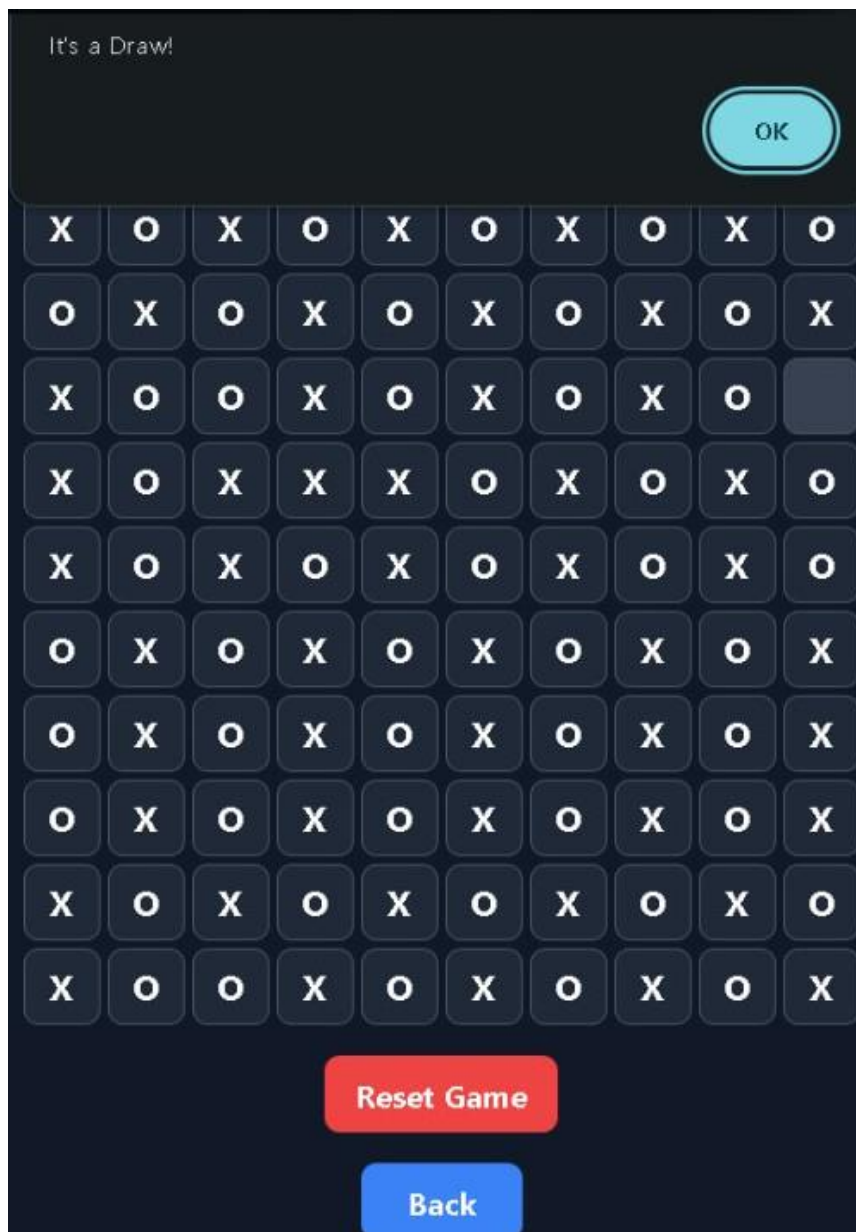 It's a Draw!
OK
X O X O X O X O X O
O X O X O X O X O X
X O O X O X O X O
X O X X X O X O X O
X O X O X O X O X O
O X O X O X O X O X
O X O X O X O X O X
O X O X O X O X O X
X O X O X O X O X O
X O O X O X O X O X
Reset Game
Back